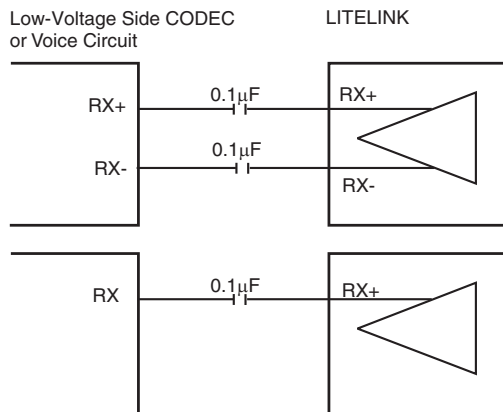 Low-Voltage Side CODEC
or Voice Circuit
LITELINK
RX+
0.1μF
RX+
RX-
0.1μF
RX-
RX
0.1μF
RX+